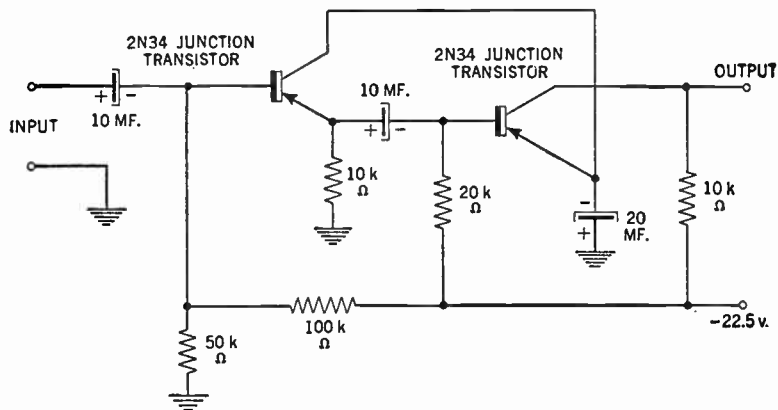 2N34 JUNCTION
TRANSISTOR
2N34 JUNCTION
TRANSISTOR
OUTPUT
+ -
10 MF.
INPUT
10 MF.
+ -
10 k
Ω
20 k
Ω
-
+
20
MF.
10 k
Ω
100 k
Ω
-22.5 v.
50 k
Ω